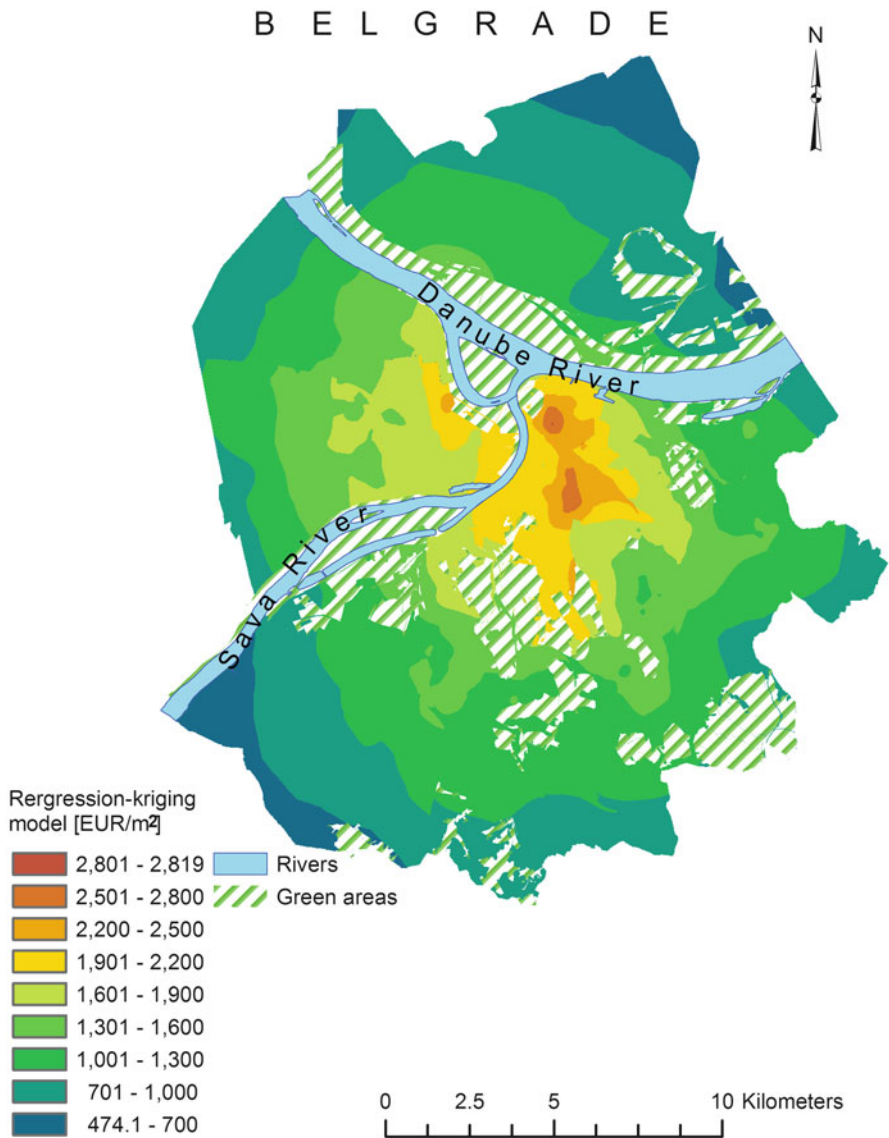 B E L G R A D E
N
Danube River
Sava River
Rergression-kriging
model [EUR/m²]
2,801 - 2,819
2,501 - 2,800
2,200 - 2,500
1,901 - 2,200
1,601 - 1,900
1,301 - 1,600
1,001 - 1,300
701 - 1,000
474.1 - 700
Rivers
Green areas
0 2.5 5 10 Kilometers